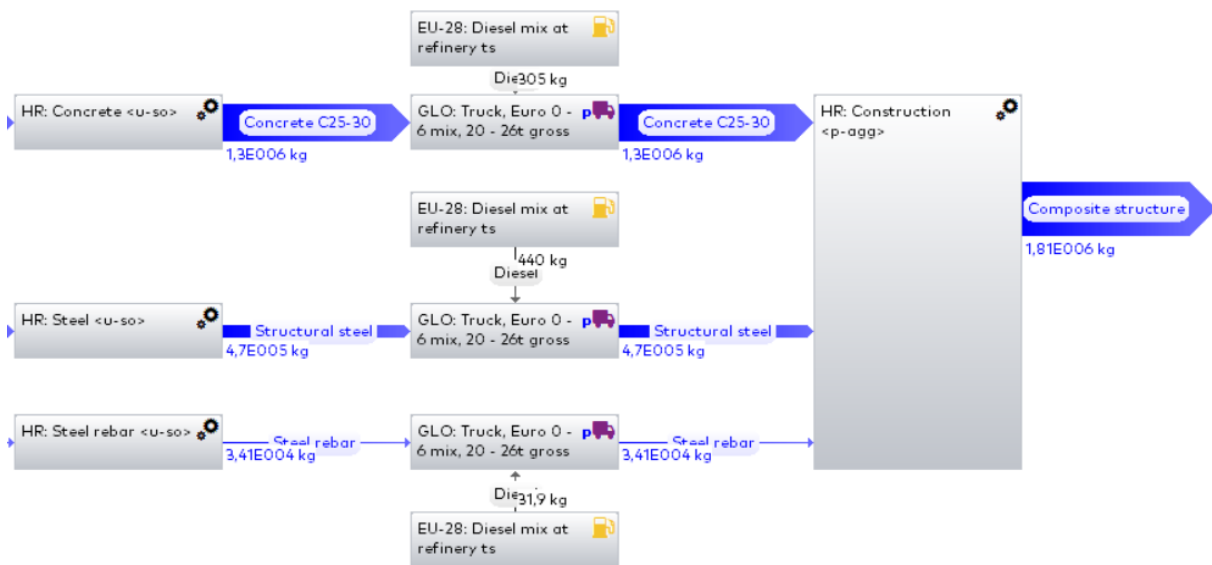 EU-28: Diesel mix at
refinery ts
Die 305 kg
HR: Concrete <u-so>
Concrete C25-30
1,3E006 kg
GLO: Truck, Euro 0 - p
6 mix, 20 - 26t gross
Concrete C25-30
1,3E006 kg
HR: Construction
<p-agg>
Composite structure
1,81E006 kg
EU-28: Diesel mix at
refinery ts
440 kg
Diesel
HR: Steel <u-so>
Structural steel
4,7E005 kg
GLO: Truck, Euro 0 - p
6 mix, 20 - 26t gross
Structural steel
4,7E005 kg
HR: Steel rebar <u-so>
Steel rebar
3,41E004 kg
GLO: Truck, Euro 0 - p
6 mix, 20 - 26t gross
Steel rebar
3,41E004 kg
Die 31,9 kg
EU-28: Diesel mix at
refinery ts